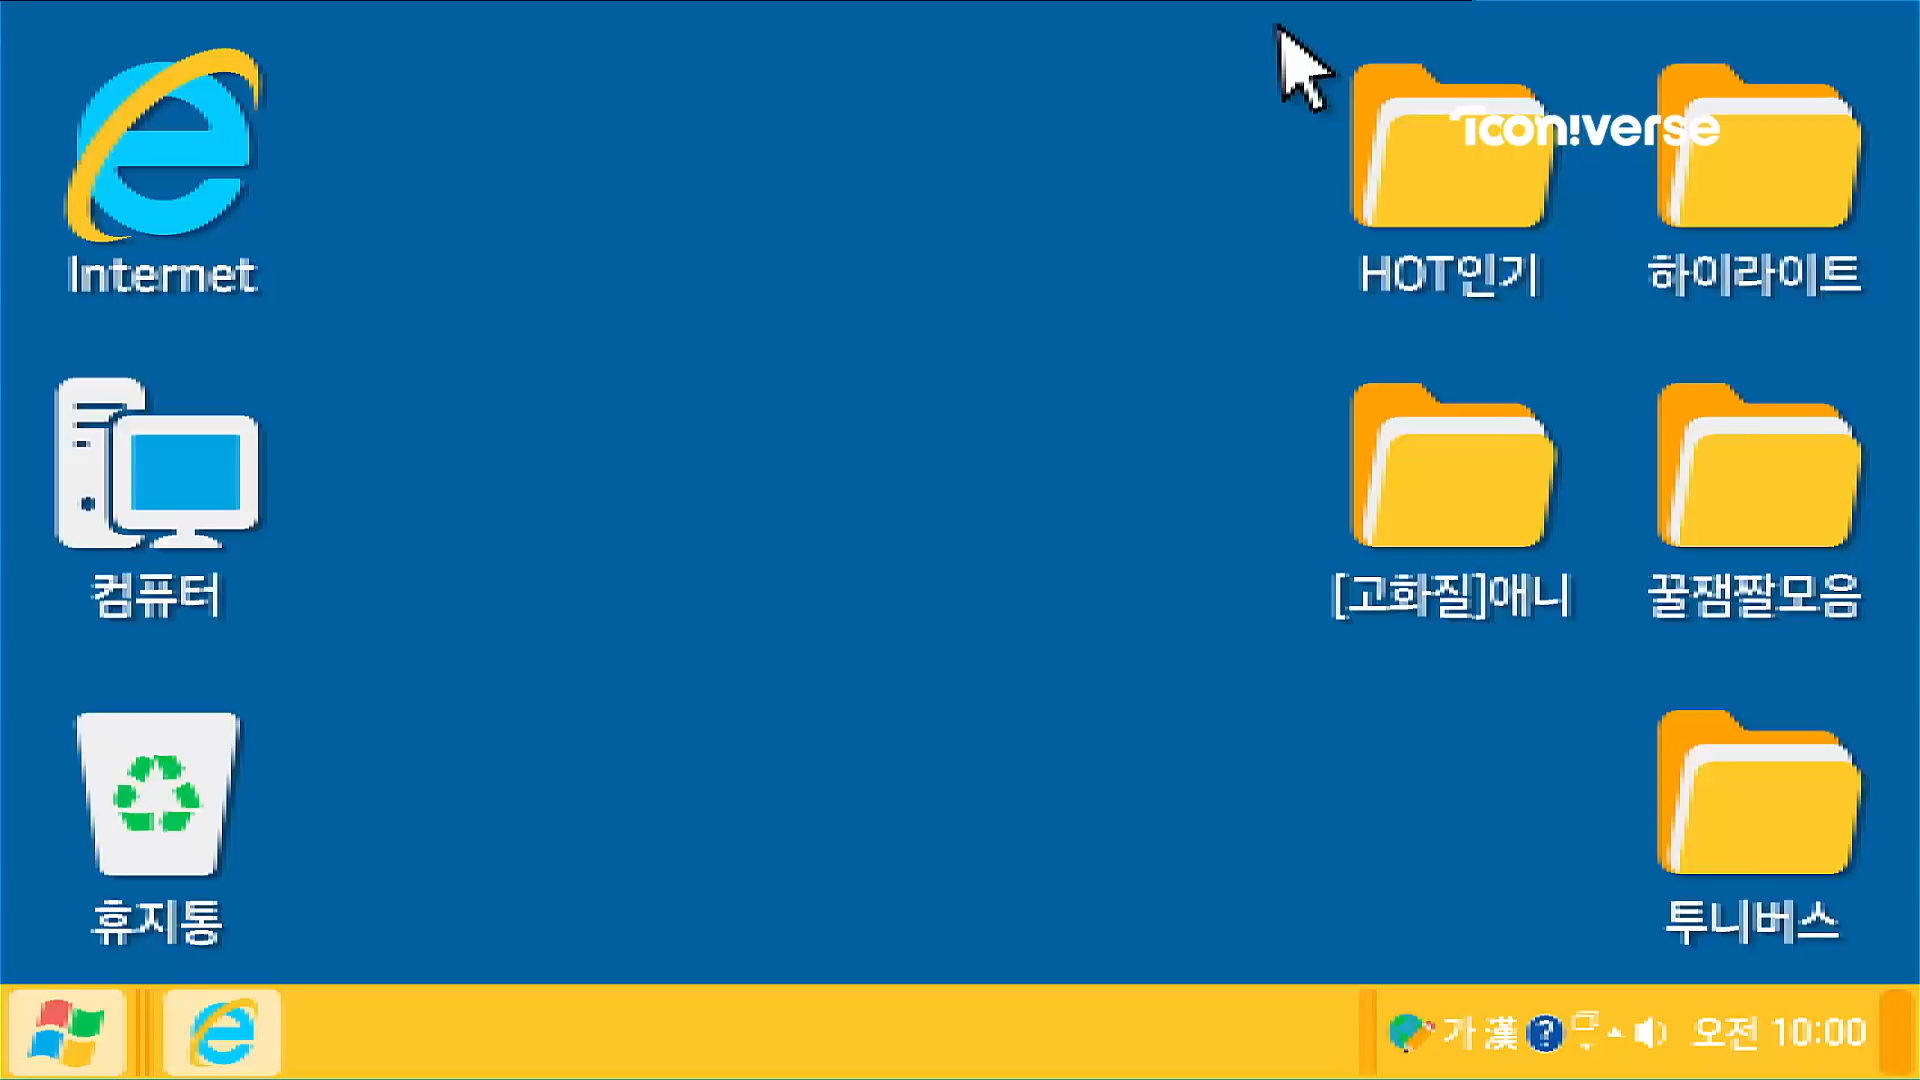 iconiverse
Internet
HOT인기
하이라이트
컴퓨터
[고화질]애니
꿀잼짤모음
휴지통
투니버스
가 漢 ? 오전 10:00